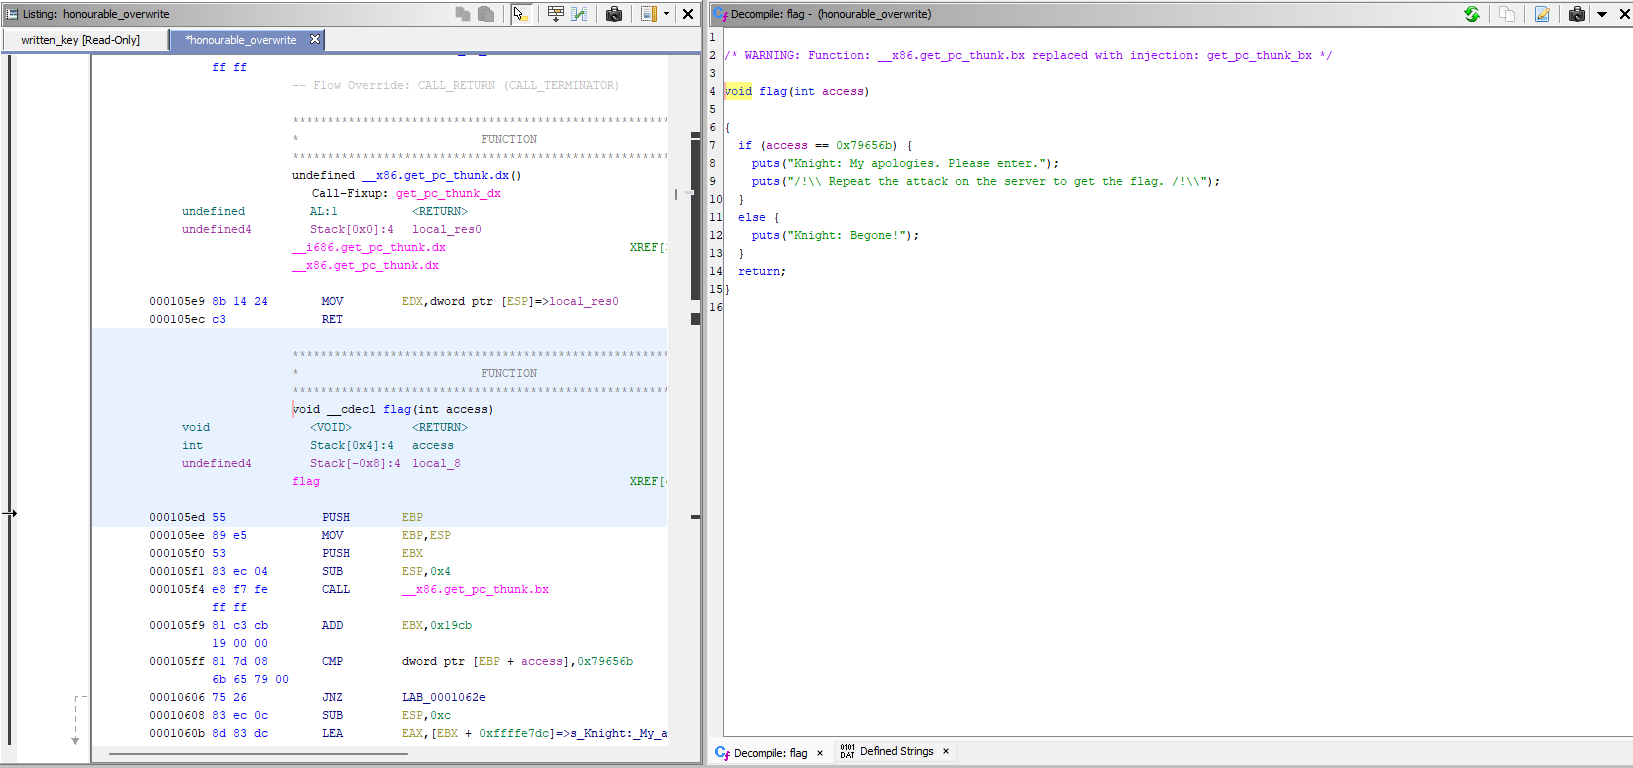 Listing: honourable_overwrite
written_key [Read-Only]
*honourable_overwrite
ff ff
-- Flow Override: CALL_RETURN (CALL_TERMINATOR)
******************************************************
* FUNCTION
******************************************************
undefined __x86.get_pc_thunk.dx()
Call-Fixup: get_pc_thunk_dx
undefined AL:1 <RETURN>
undefined4 Stack[0x0]:4 local_res0
__i686.get_pc_thunk.dx XREF[
__x86.get_pc_thunk.dx
000105e9 8b 14 24 MOV EDX,dword ptr [ESP]=>local_res0
000105ec c3 RET
******************************************************
* FUNCTION
******************************************************
void __cdecl flag(int access)
void <VOID> <RETURN>
int Stack[0x4]:4 access
undefined4 Stack[-0x8]:4 local_8
flag XREF[
000105ed 55 PUSH EBP
000105ee 89 e5 MOV EBP,ESP
000105f0 53 PUSH EBX
000105f1 83 ec 04 SUB ESP,0x4
000105f4 e8 f7 fe CALL __x86.get_pc_thunk.bx
ff ff
000105f9 81 c3 cb ADD EBX,0x19cb
19 00 00
000105ff 81 7d 08 CMP dword ptr [EBP + access],0x79656b
6b 65 79 00
00010606 75 26 JNZ LAB_0001062e
00010608 83 ec 0c SUB ESP,0xc
0001060b 8d 83 dc LEA EAX,[EBX + 0xffffe7dc]=>s_Knight:_My_a
Decompile: flag - (honourable_overwrite)
1
2 /* WARNING: Function: __x86.get_pc_thunk.bx replaced with injection: get_pc_thunk_bx */
3
4 void flag(int access)
5
6 {
7 if (access == 0x79656b) {
8 puts("Knight: My apologies. Please enter.");
9 puts("/!\\ Repeat the attack on the server to get the flag. /!\\");
10 }
11 else {
12 puts("Knight: Begone!");
13 }
14 return;
15 }
16
Decompile: flag
Defined Strings